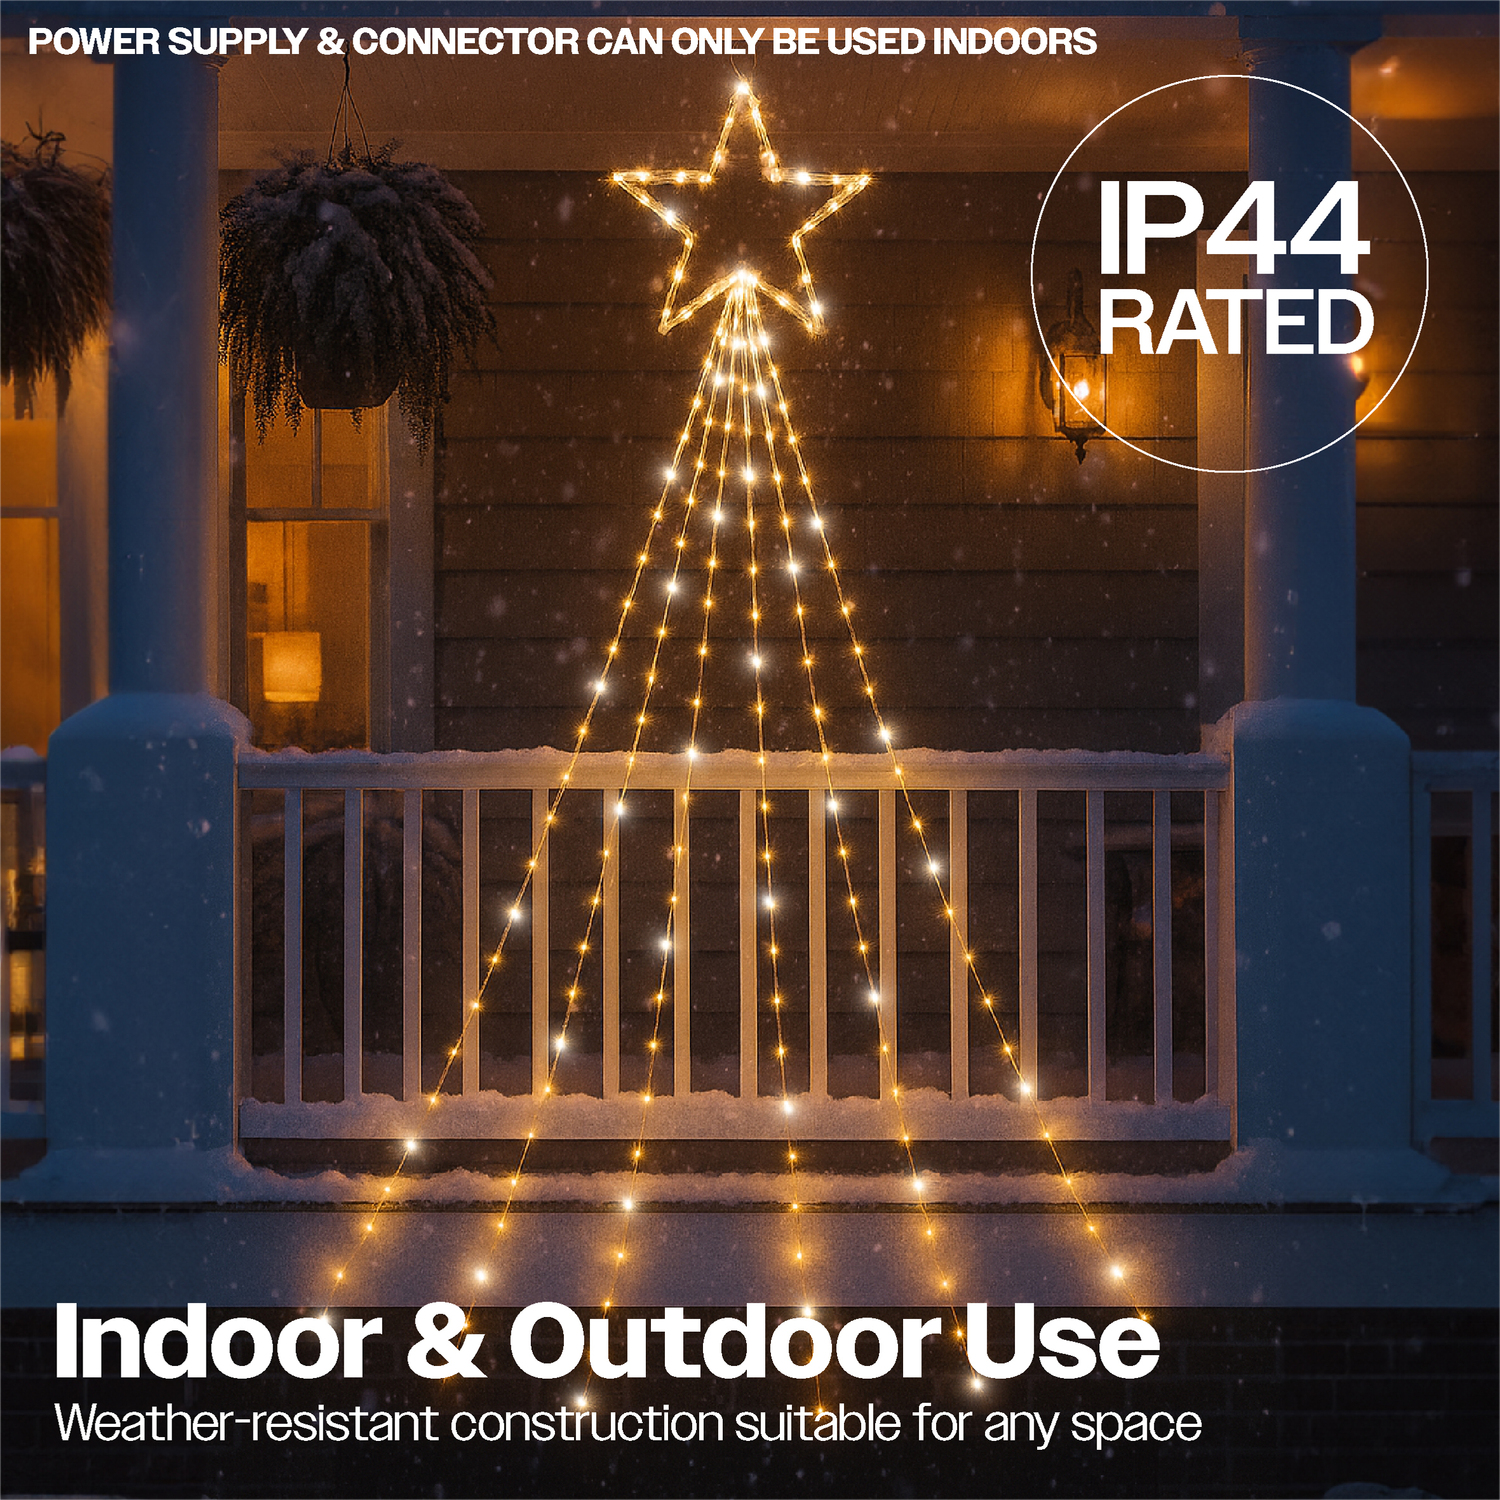 POWER SUPPLY & CONNECTOR CAN ONLY BE USED INDOORS
IP44
RATED
Indoor & Outdoor Use
Weather-resistant construction suitable for any space